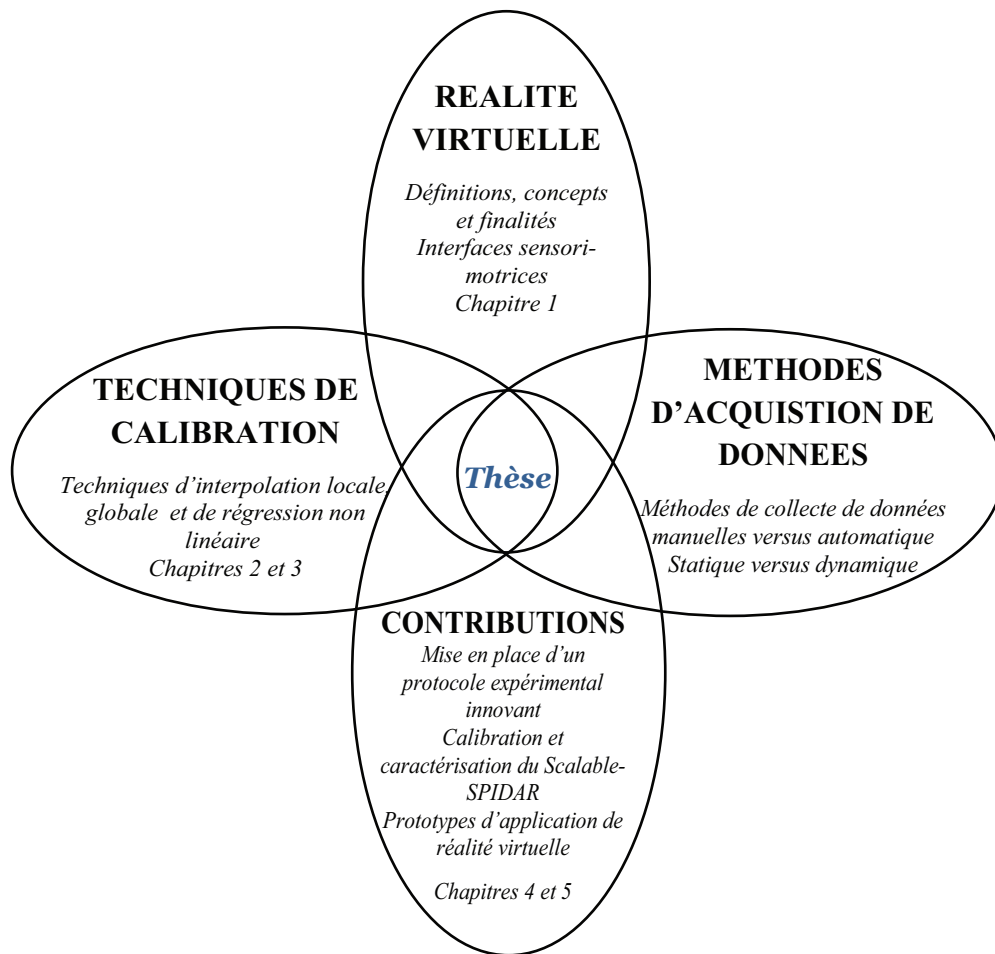 REALITE
VIRTUELLE
Définitions, concepts
et finalités
Interfaces sensori-
motrices
Chapitre 1
TECHNIQUES DE
CALIBRATION
Techniques d'interpolation locale,
globale et de régression non
linéaire
Chapitres 2 et 3
Thèse
METHODES
D'ACQUISTION DE
DONNEES
Méthodes de collecte de données
manuelles versus automatique
Statique versus dynamique
CONTRIBUTIONS
Mise en place d'un
protocole expérimental
innovant
Calibration et
caractérisation du Scalable-
SPIDAR
Prototypes d'application de
réalité virtuelle
Chapitres 4 et 5